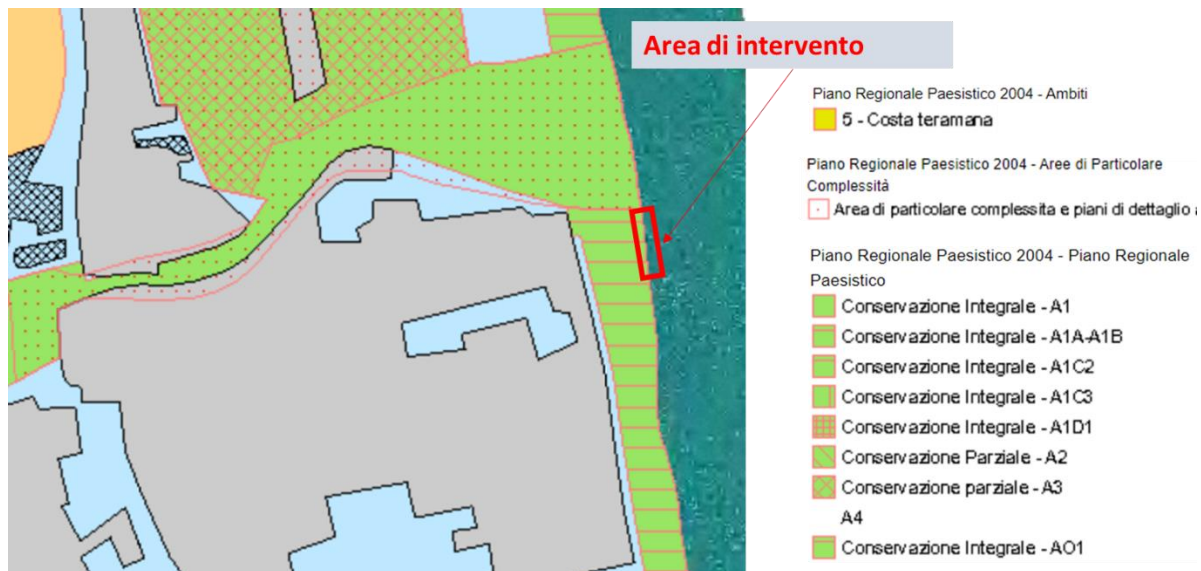 Area di intervento
Piano Regionale Paesistico 2004 - Ambiti
5 - Costa teramana
Piano Regionale Paesistico 2004 - Aree di Particolare
Complessità
Area di particolare complessita e piani di dettaglio a
Piano Regionale Paesistico 2004 - Piano Regionale
Paesistico
Conservazione Integrale - A1
Conservazione Integrale - A1A-A1B
Conservazione Integrale - A1C2
Conservazione Integrale - A1C3
Conservazione Integrale - A1D1
Conservazione Parziale - A2
Conservazione parziale - A3
A4
Conservazione Integrale - AO1